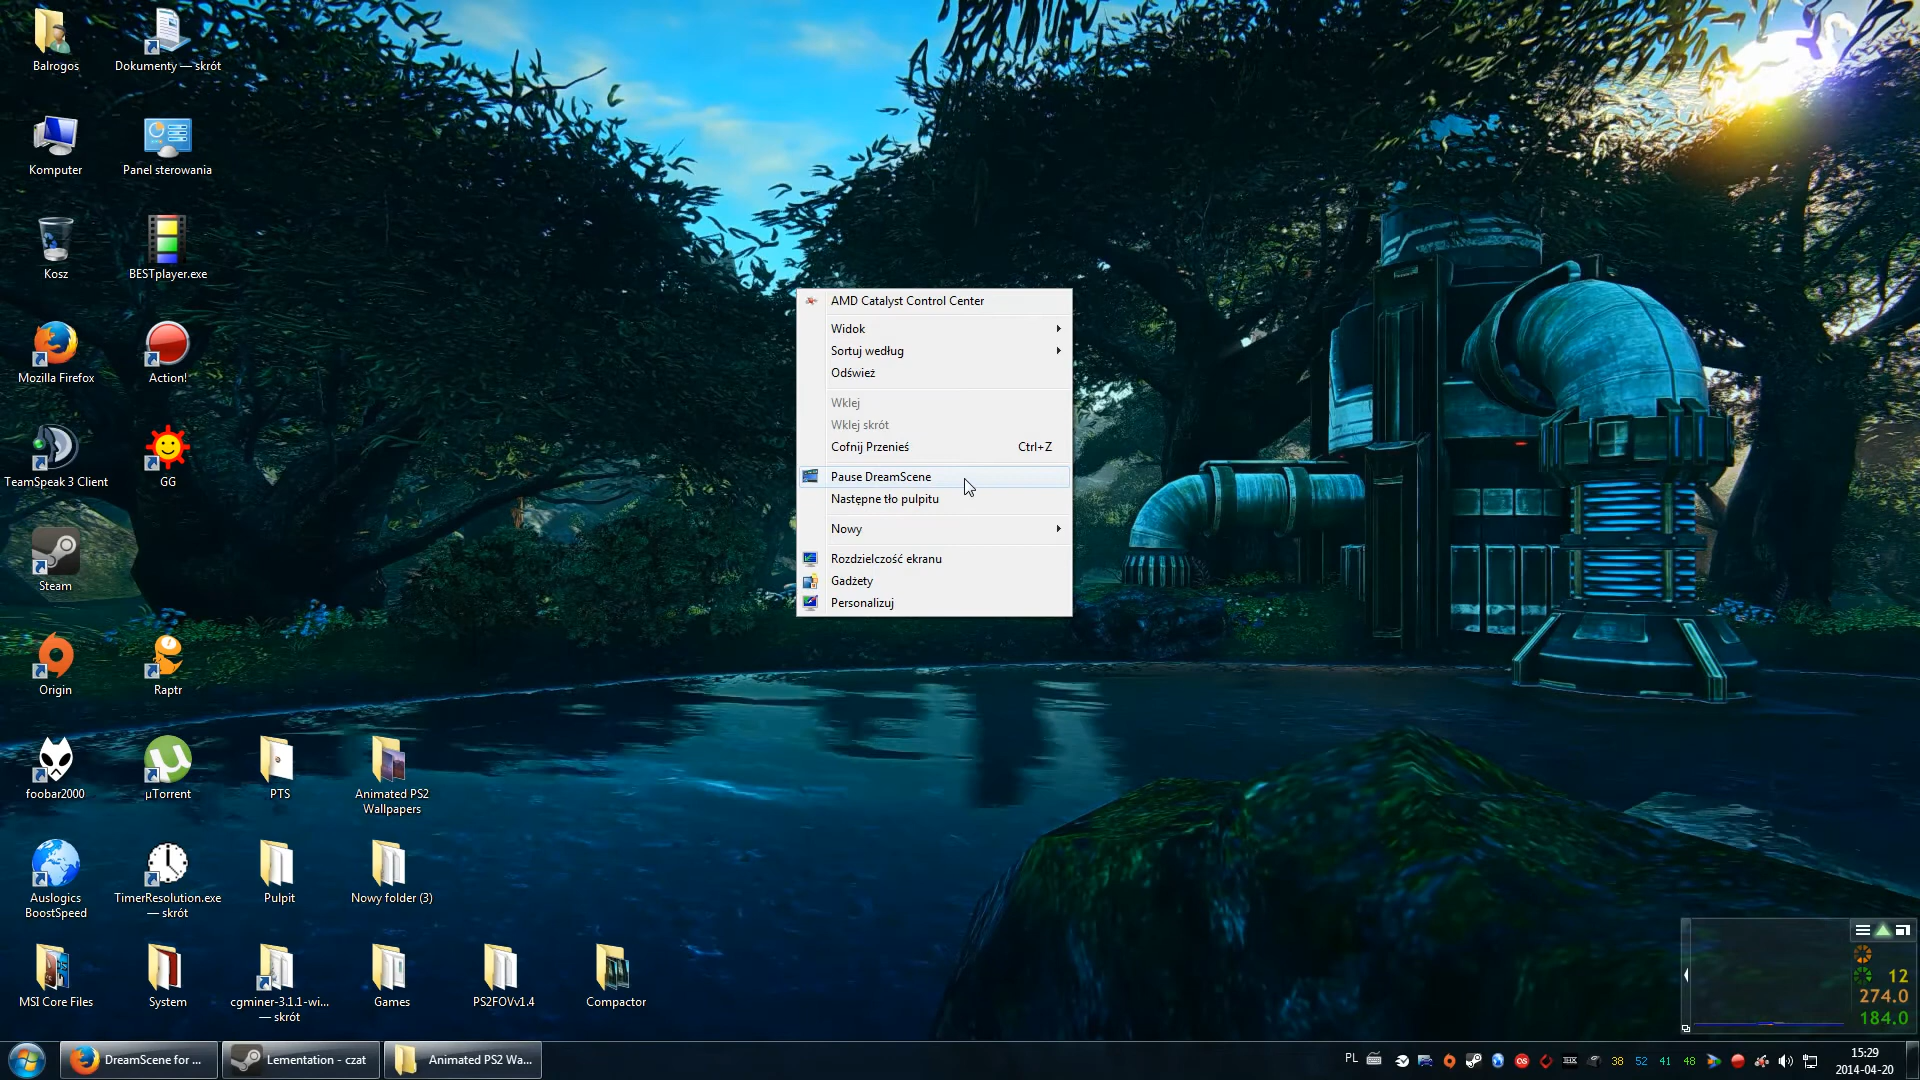 Balrogos
Dokumenty — skrót
Komputer
Panel sterowania
Kosz
BESTplayer.exe
Mozilla Firefox
Action!
TeamSpeak 3 Client
GG
Steam
Origin
Raptr
foobar2000
µTorrent
PTS
Animated PS2
Wallpapers
Auslogics
BoostSpeed
TimerResolution.exe
— skrót
Pulpit
Nowy folder (3)
MSI Core Files
System
cgminer-3.1.1-wi...
— skrót
Games
PS2FOVv1.4
Compactor
AMD Catalyst Control Center
Widok
Sortuj według
Odśwież
Wklej
Wklej skrót
Cofnij Przenieś Ctrl+Z
Pause DreamScene
Następne tło pulpitu
Nowy
Rozdzielczość ekranu
Gadżety
Personalizuj
12
274.0
184.0
DreamScene for ...
Lementation - czat
Animated PS2 Wa...
PL
38 52 41 48
15:29
2014-04-20